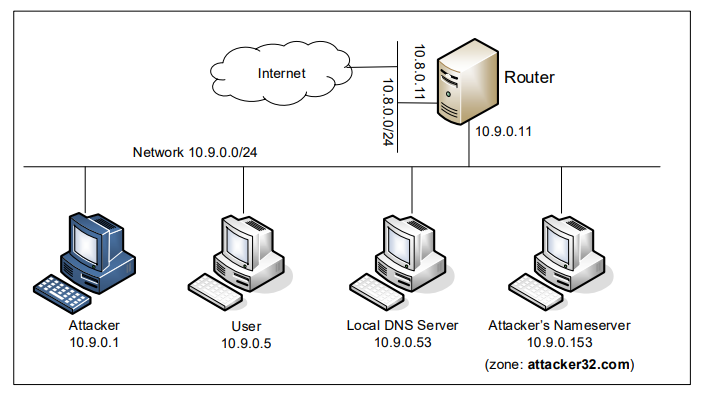 Internet
10.8.0.11
10.8.0.0/24
Router
10.9.0.11
Network 10.9.0.0/24
Attacker
10.9.0.1
User
10.9.0.5
Local DNS Server
10.9.0.53
Attacker's Nameserver
10.9.0.153
(zone: attacker32.com)